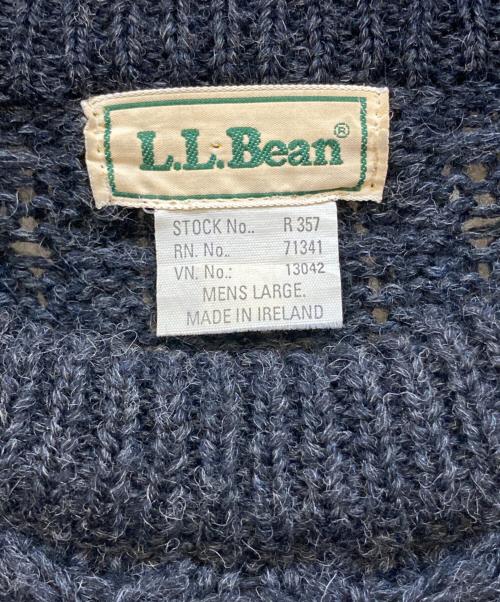 L.L.Bean®
STOCK No.. R 357
RN. No.. 71341
VN. No.: 13042
MENS LARGE.
MADE IN IRELAND